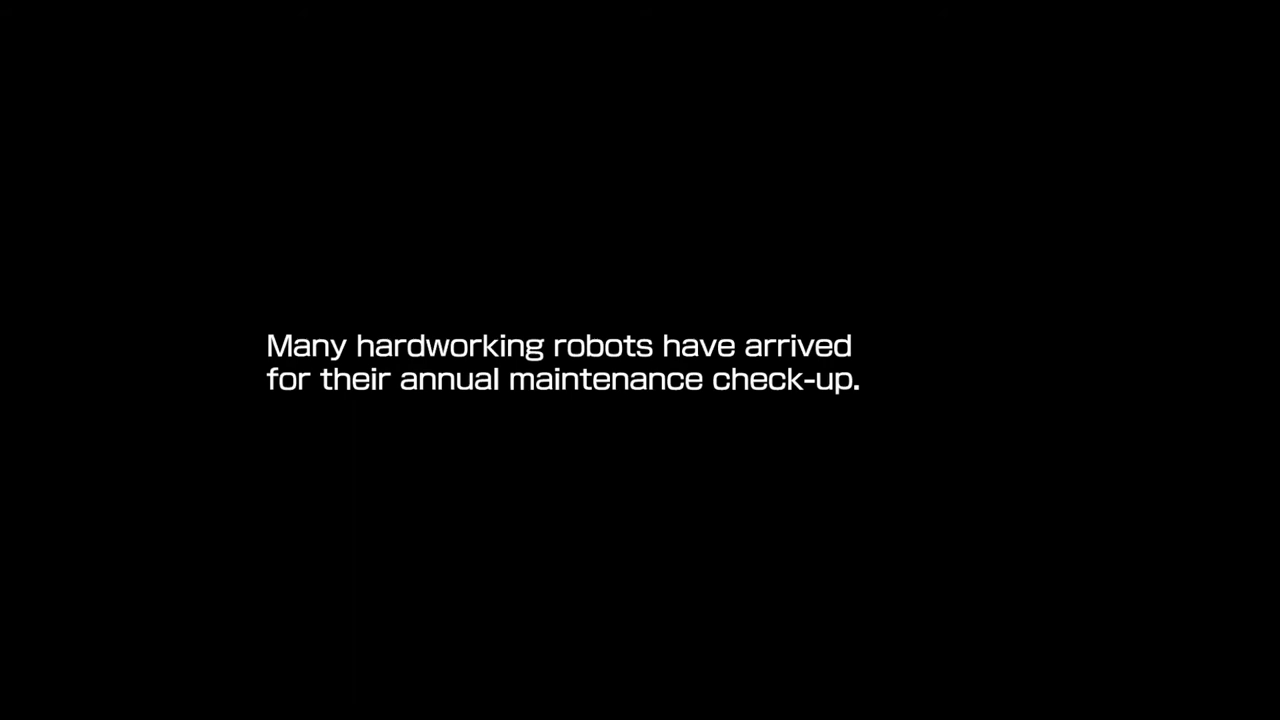 Many hardworking robots have arrived
for their annual maintenance check-up.